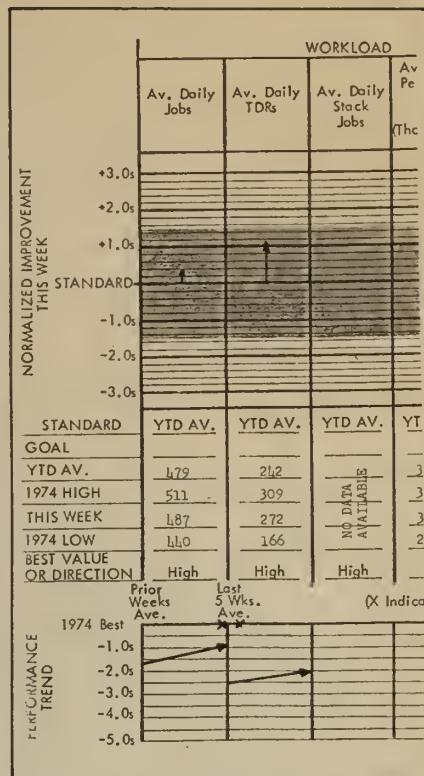 WORKLOAD
Av. Daily Jobs
Av. Daily TDRs
Av. Daily Stack Jobs
Av
Pe
(Thc
NORMALIZED IMPROVEMENT
THIS WEEK
+3.0s
+2.0s
+1.0s
STANDARD
-1.0s
-2.0s
-3.0s
STANDARD YTD AV. YTD AV. YTD AV. YT
GOAL
YTD AV. 479 242 3
1974 HIGH 511 309 3
THIS WEEK 487 272 3
1974 LOW 440 166 2
NO DATA
AVAILABLE
BEST VALUE
OR DIRECTION High High High
Prior Weeks Ave.
Last 5 Wks. Ave.
(X Indica
PERFORMANCE
TREND
1974 Best
-1.0s
-2.0s
-3.0s
-4.0s
-5.0s